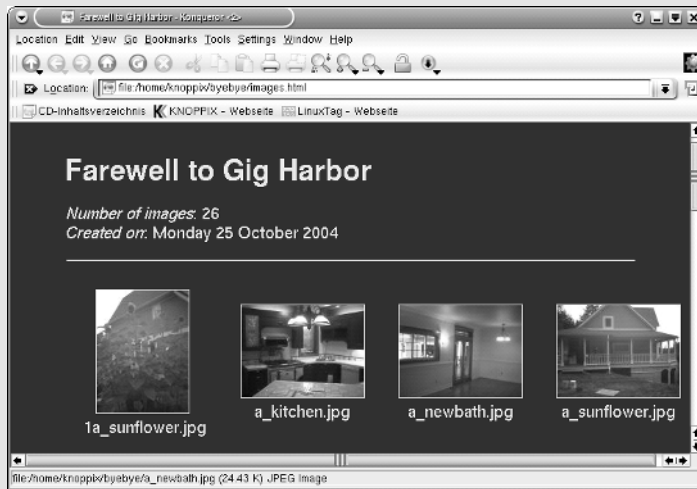 Farewell to Gig Harbor - Konqueror <2>
Location Edit View Go Bookmarks Tools Settings Window Help
Location: file:/home/knoppix/byebye/images.html
CD-Inhaltsverzeichnis KNOPPIX - Webseite LinuxTag - Webseite
Farewell to Gig Harbor
Number of images: 26
Created on: Monday 25 October 2004
1a_sunflower.jpg
a_kitchen.jpg
a_newbath.jpg
a_sunflower.jpg
file:/home/knoppix/byebye/a_newbath.jpg (24.43 K) JPEG Image